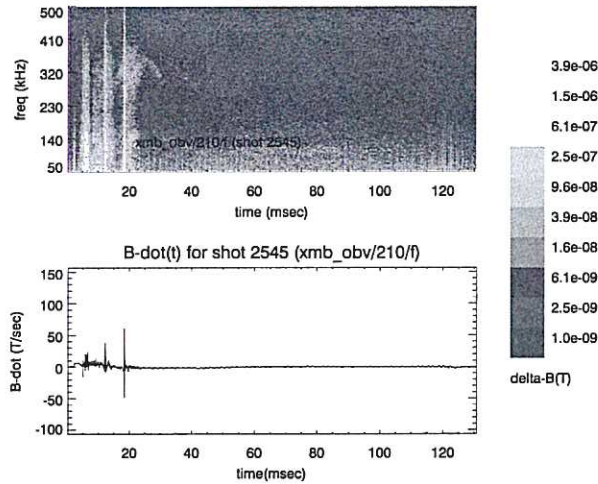 500
410
320
230
140
50
freq (kHz)
xmb_obv/210/f (shot 2545)
20
40
60
80
100
120
time (msec)
3.9e-06
1.5e-06
6.1e-07
2.5e-07
9.6e-08
3.9e-08
1.6e-08
6.1e-09
2.5e-09
1.0e-09
delta-B(T)
B-dot(t) for shot 2545 (xmb_obv/210/f)
150
100
50
0
-50
-100
B-dot (T/sec)
20
40
60
80
100
120
time(msec)